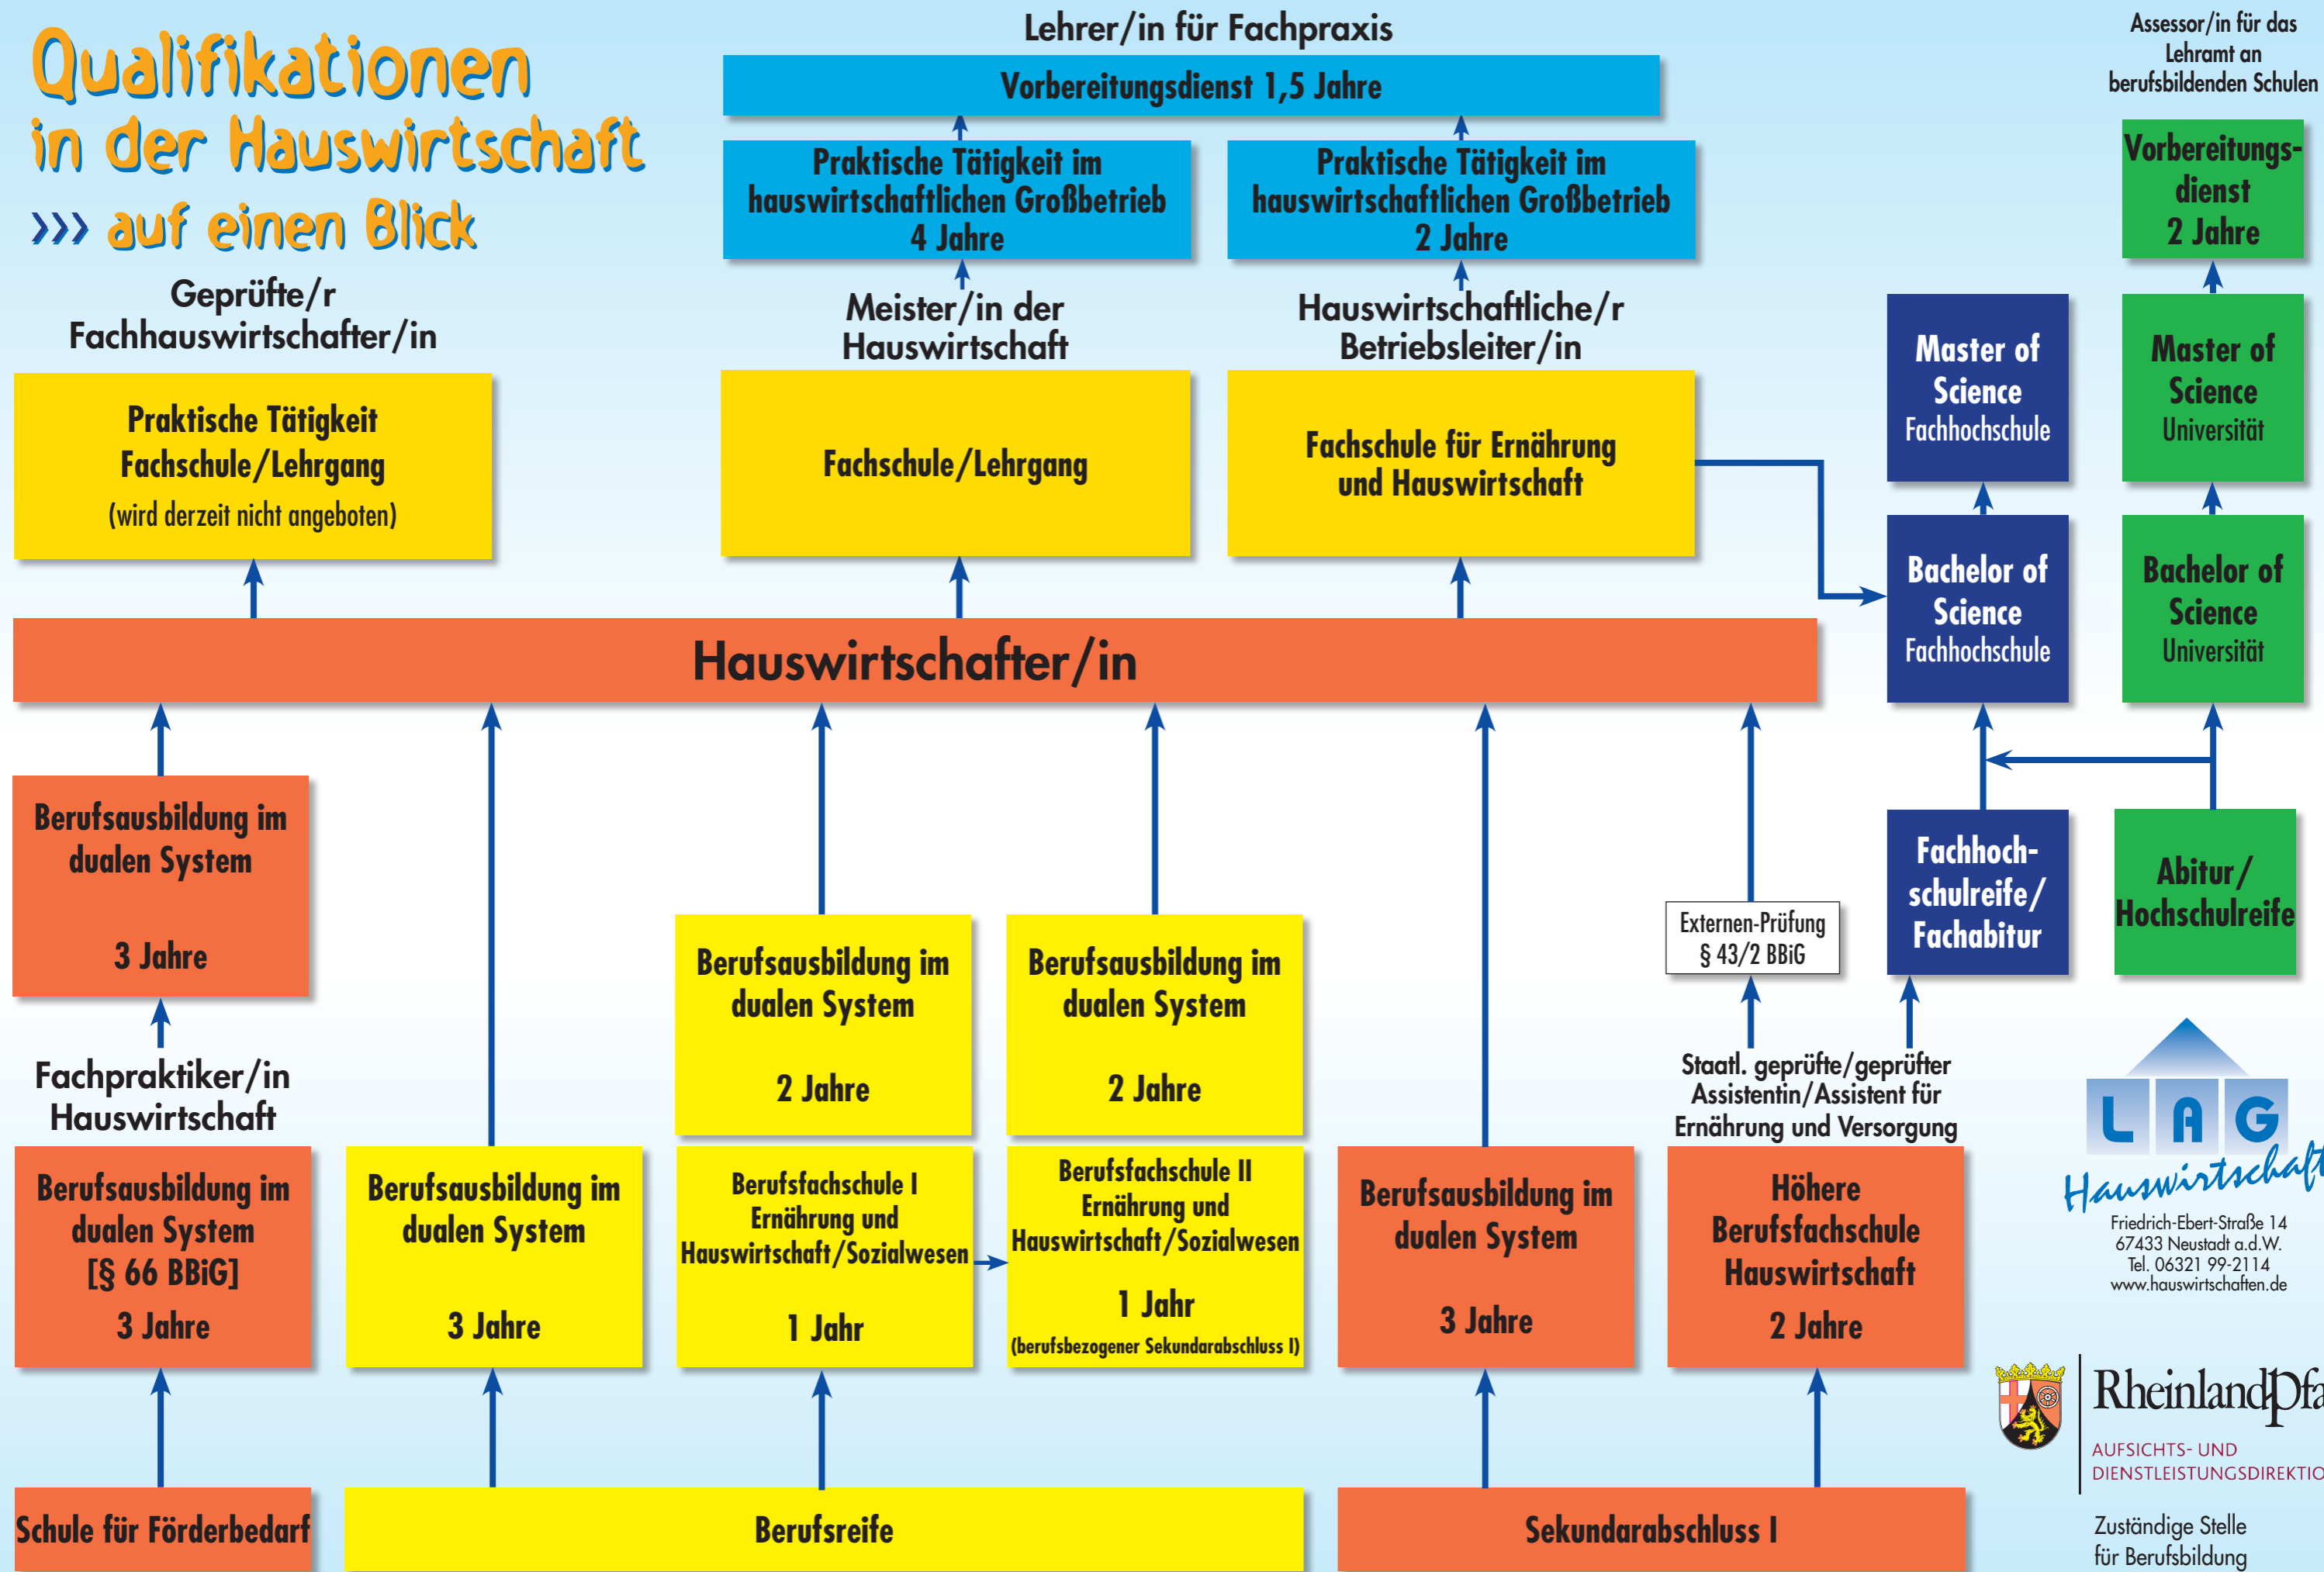 Qualifikationen
in der Hauswirtschaft
››› auf einen Blick
Lehrer/in für Fachpraxis
Vorbereitungsdienst 1,5 Jahre
Praktische Tätigkeit im
hauswirtschaftlichen Großbetrieb
4 Jahre
Praktische Tätigkeit im
hauswirtschaftlichen Großbetrieb
2 Jahre
Assessor/in für das
Lehramt an
berufsbildenden Schulen
Vorbereitungs-
dienst
2 Jahre
Geprüfte/r
Fachhauswirtschafter/in
Meister/in der
Hauswirtschaft
Hauswirtschaftliche/r
Betriebsleiter/in
Praktische Tätigkeit
Fachschule/Lehrgang
(wird derzeit nicht angeboten)
Fachschule/Lehrgang
Fachschule für Ernährung
und Hauswirtschaft
Master of
Science
Fachhochschule
Master of
Science
Universität
Bachelor of
Science
Fachhochschule
Bachelor of
Science
Universität
Hauswirtschafter/in
Berufsausbildung im
dualen System
3 Jahre
Berufsausbildung im
dualen System
2 Jahre
Berufsausbildung im
dualen System
2 Jahre
Externen-Prüfung
§ 43/2 BBiG
Fachhoch-
schulreife/
Fachabitur
Abitur/
Hochschulreife
Fachpraktiker/in
Hauswirtschaft
Staatl. geprüfte/geprüfter
Assistentin/Assistent für
Ernährung und Versorgung
Berufsausbildung im
dualen System
[§ 66 BBiG]
3 Jahre
Berufsausbildung im
dualen System
3 Jahre
Berufsfachschule I
Ernährung und
Hauswirtschaft/Sozialwesen
1 Jahr
Berufsfachschule II
Ernährung und
Hauswirtschaft/Sozialwesen
1 Jahr
(berufsbezogener Sekundarabschluss I)
Berufsausbildung im
dualen System
3 Jahre
Höhere
Berufsfachschule
Hauswirtschaft
2 Jahre
Schule für Förderbedarf
Berufsreife
Sekundarabschluss I
LAG
Hauswirtschaft
Friedrich-Ebert-Straße 14
67433 Neustadt a.d.W.
Tel. 06321 99-2114
www.hauswirtschaften.de
RheinlandPfa
AUFSICHTS- UND
DIENSTLEISTUNGSDIREKTIO
Zuständige Stelle
für Berufsbildung